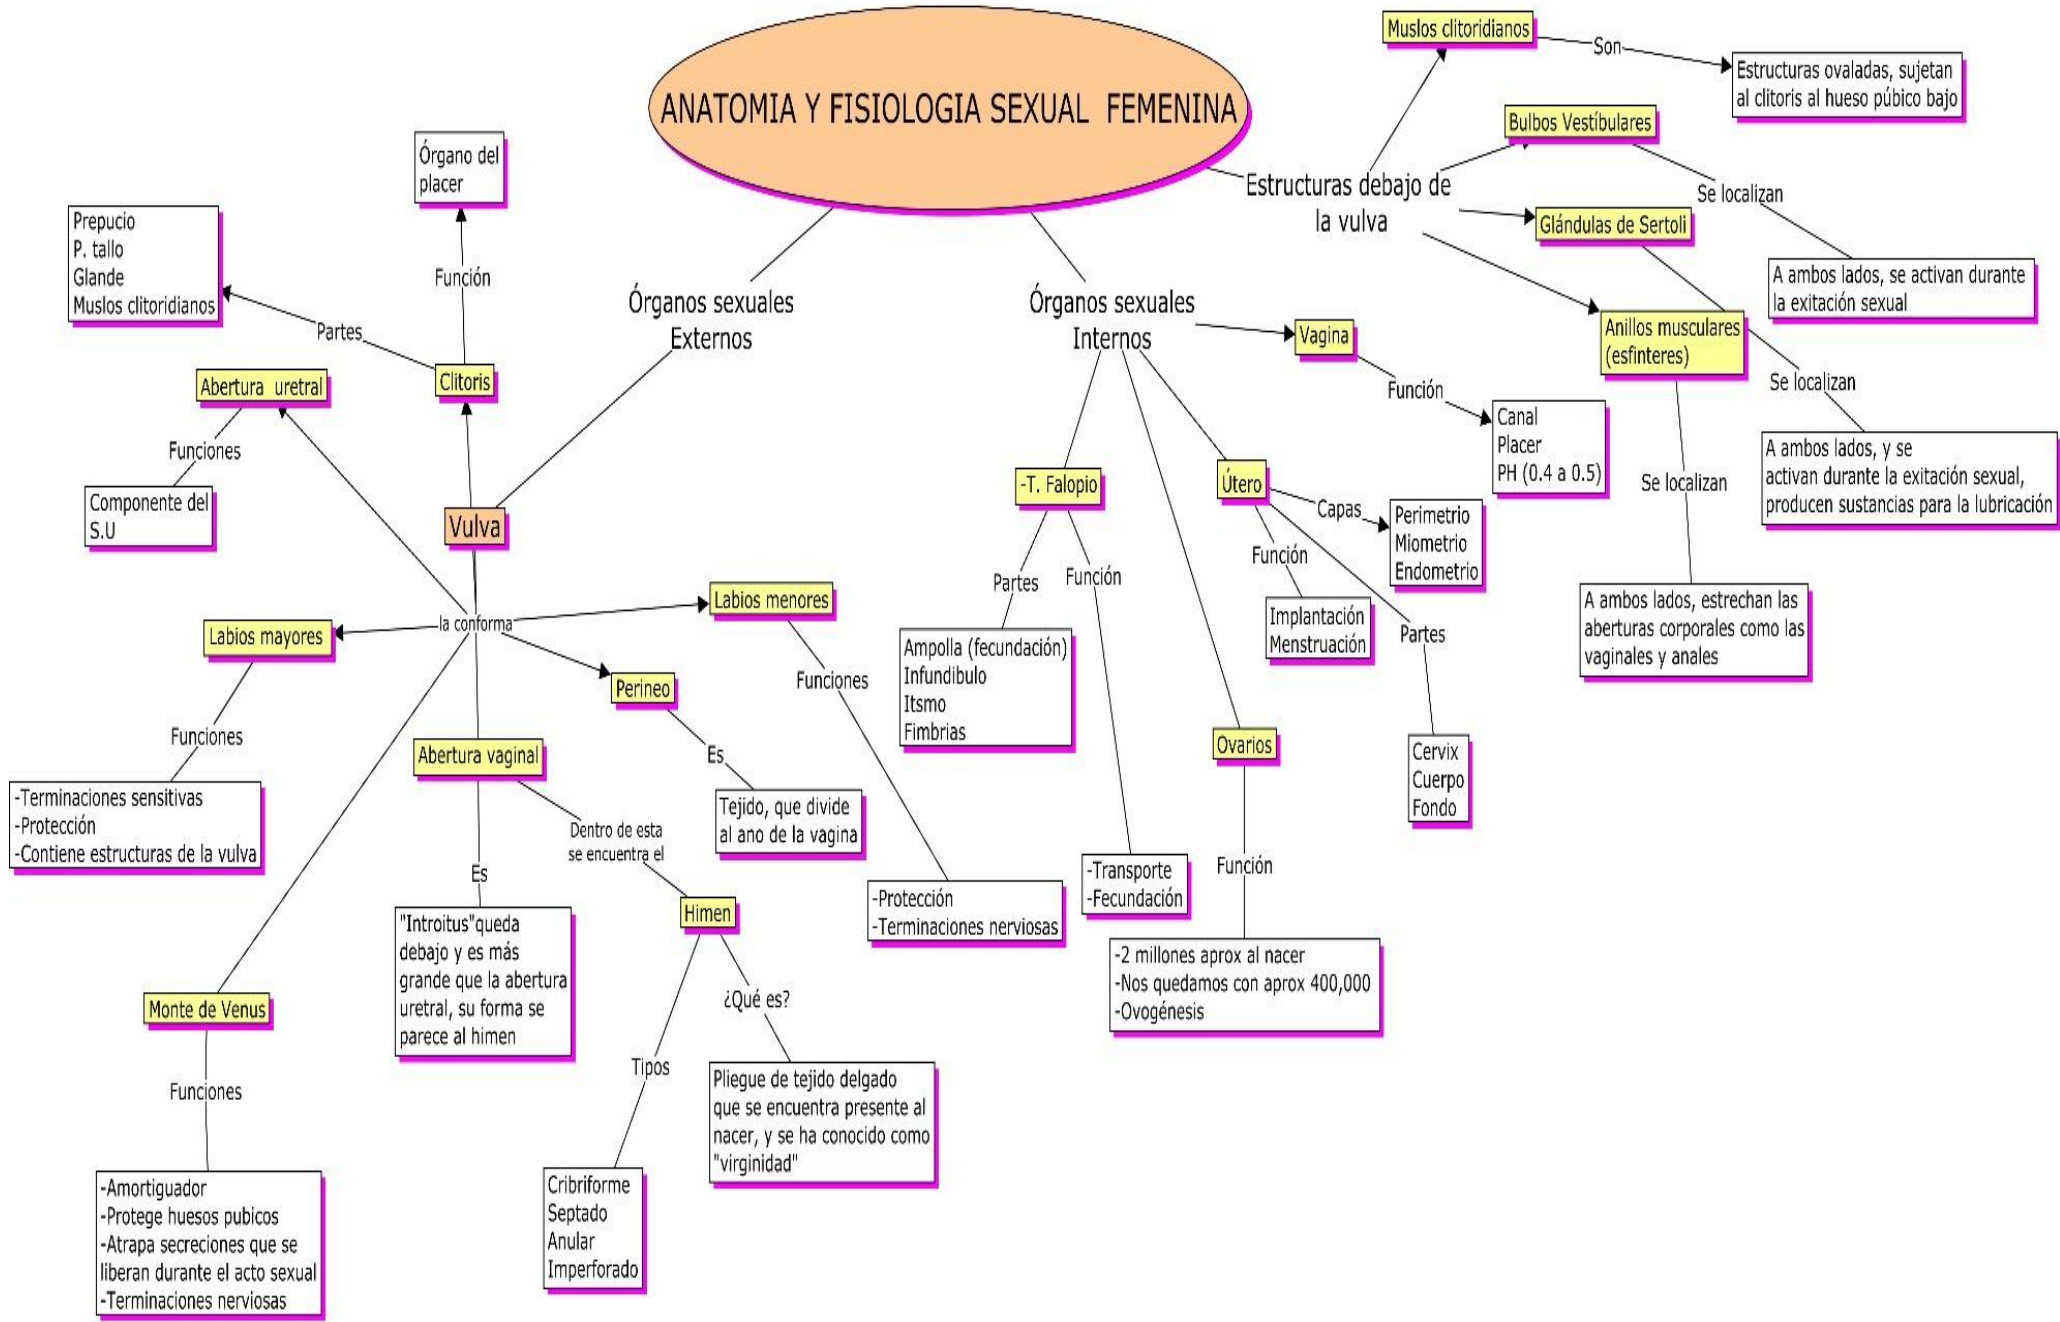 ANATOMIA Y FISIOLOGIA SEXUAL  FEMENINA
Órganos sexuales
Externos
Vulva
Clitoris
Función
Órgano del
placer
Partes
Prepucio
P. tallo
Glande
Muslos clitoridianos
la conforma
Abertura  uretral
Funciones
Componente del
S.U
Labios mayores
Funciones
-Terminaciones sensitivas
-Protección
-Contiene estructuras de la vulva
Monte de Venus
Funciones
-Amortiguador
-Protege huesos pubicos
-Atrapa secreciones que se
liberan durante el acto sexual
-Terminaciones nerviosas
Abertura vaginal
Es
"Introitus"queda
debajo y es más
grande que la abertura
uretral, su forma se
parece al himen
Dentro de esta
se encuentra el
Himen
Tipos
Cribriforme
Septado
Anular
Imperforado
¿Qué es?
Pliegue de tejido delgado
que se encuentra presente al
nacer, y se ha conocido como
"virginidad"
Perineo
Es
Tejido, que divide
al ano de la vagina
Labios menores
Funciones
-Protección
-Terminaciones nerviosas
Órganos sexuales
Internos
-T. Falopio
Partes
Ampolla (fecundación)
Infundibulo
Itsmo
Fimbrias
Función
-Transporte
-Fecundación
Ovarios
Función
-2 millones aprox al nacer
-Nos quedamos con aprox 400,000
-Ovogénesis
Útero
Capas
Perimetrio
Miometrio
Endometrio
Función
Implantación
Menstruación
Partes
Cervix
Cuerpo
Fondo
Vagina
Función
Canal
Placer
PH (0.4 a 0.5)
Estructuras debajo de
la vulva
Muslos clitoridianos
Son
Estructuras ovaladas, sujetan
al clitoris al hueso púbico bajo
Bulbos Vestíbulares
Se localizan
A ambos lados, se activan durante
la exitación sexual
Glándulas de Sertoli
Se localizan
A ambos lados, y se
activan durante la exitación sexual,
producen sustancias para la lubricación
Anillos musculares
(esfinteres)
Se localizan
A ambos lados, estrechan las
aberturas corporales como las
vaginales y anales